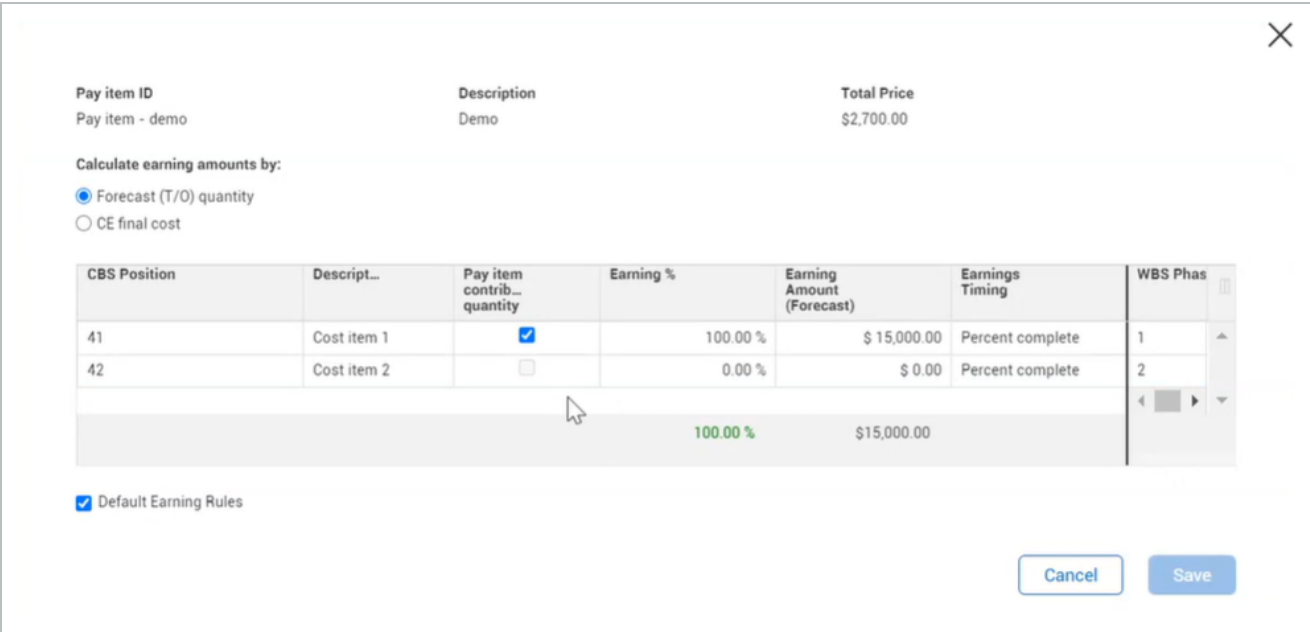 Pay item ID Description Total Price
Pay item - demo Demo $2,700.00
Calculate earning amounts by:
Forecast (T/O) quantity
CE final cost
CBS Position Descript... Pay item contrib... quantity Earning % Earning Amount (Forecast) Earnings Timing WBS Phas
41 Cost item 1 100.00 % $ 15,000.00 Percent complete 1
42 Cost item 2 0.00 % $ 0.00 Percent complete 2
100.00 % $15,000.00
Default Earning Rules
Cancel Save